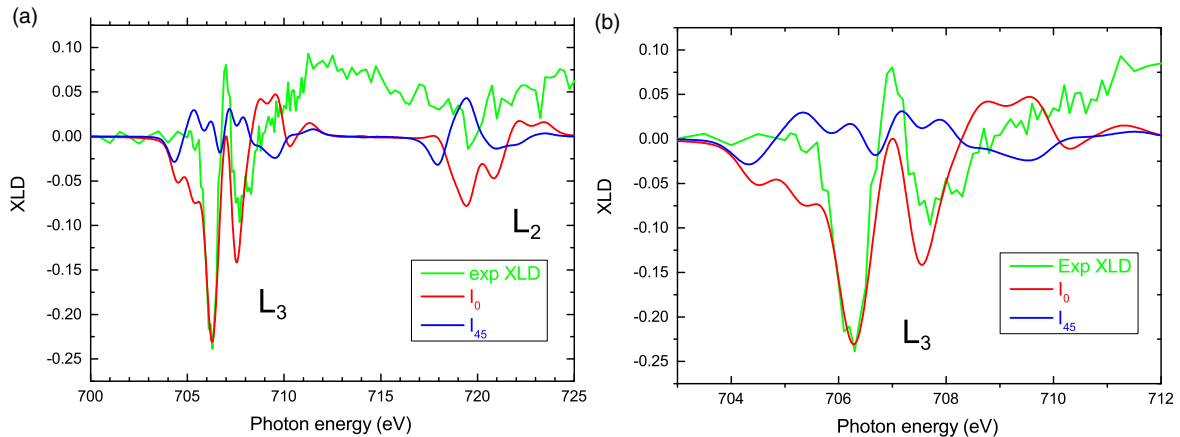 (a)
0.10
0.05
0.00
-0.05
-0.10
-0.15
-0.20
-0.25
XLD
L3
L2
exp XLD
I0
I45
700 705 710 715 720 725
Photon energy (eV)
(b)
0.10
0.05
0.00
-0.05
-0.10
-0.15
-0.20
-0.25
XLD
L3
Exp XLD
I0
I45
704 706 708 710 712
Photon energy (eV)